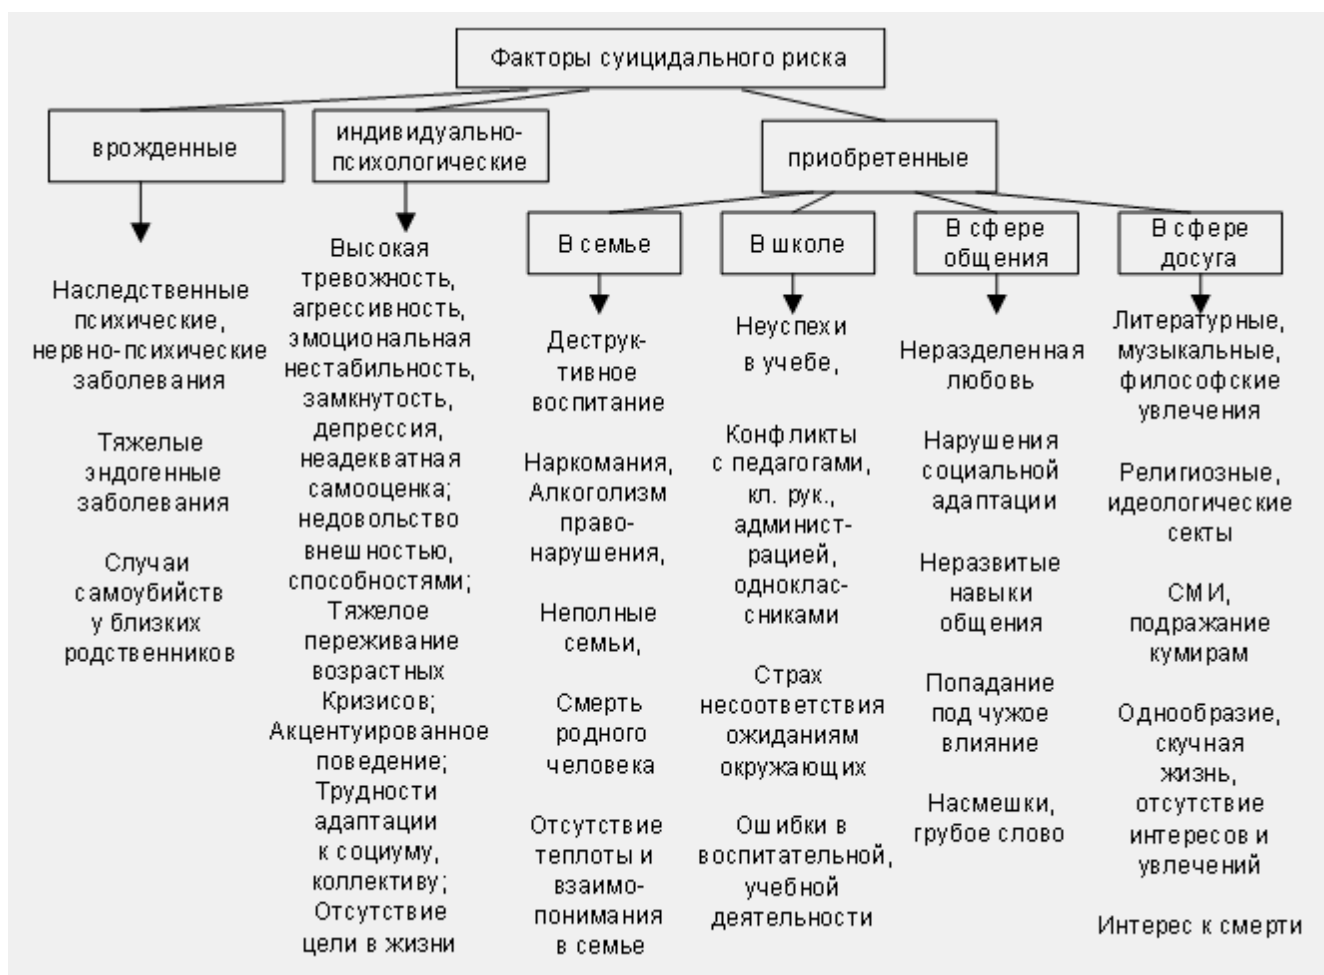 Факторы суицидального риска
врожденные
Наследственные
психические,
нервно-психические
заболевания
Тяжелые
эндогенные
заболевания
Случаи
самоубийств
у близких
родственников
индивидуально-
психологические
Высокая
тревожность,
агрессивность,
эмоциональная
нестабильность,
замкнутость,
депрессия,
неадекватная
самооценка;
недовольство
внешностью,
способностями;
Тяжелое
переживание
возрастных
Кризисов;
Акцентуированное
поведение;
Трудности
адаптации
к социуму,
коллективу;
Отсутствие
цели в жизни
приобретенные
В семье
Деструк-
тивное
воспитание
Наркомания,
Алкоголизм
право-
нарушения,
Неполные
семьи,
Смерть
родного
человека
Отсутствие
теплоты и
взаимо-
понимания
в семье
В школе
Неуспехи
в учебе,
Конфликты
с педагогами,
кл. рук.,
админист-
рацией,
одноклас-
сниками
Страх
несоответствия
ожиданиям
окружающих
Ошибки в
воспитательной,
учебной
деятельности
В сфере
общения
Неразделенная
любовь
Нарушения
социальной
адаптации
Неразвитые
навыки
общения
Попадание
под чужое
влияние
Насмешки,
грубое слово
В сфере
досуга
Литературные,
музыкальные,
философские
увлечения
Религиозные,
идеологические
секты
СМИ,
подражание
кумирам
Однообразие,
скучная
жизнь,
отсутствие
интересов и
увлечений
Интерес к смерти